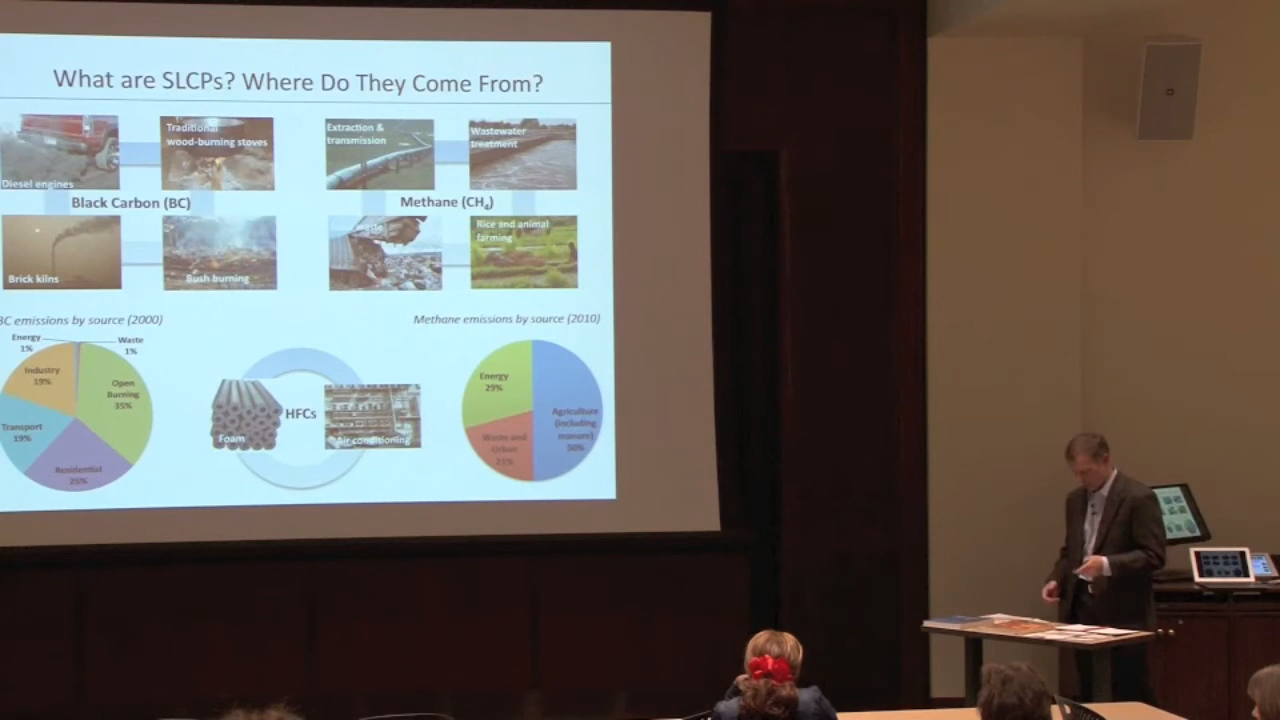 What are SLCPs? Where Do They Come From?
Diesel engines
Traditional
wood-burning stoves
Extraction &
transmission
Wastewater
treatment
Black Carbon (BC)
Methane (CH₄)
Brick kilns
Bush burning
Rice and animal
farming
BC emissions by source (2000)
Methane emissions by source (2010)
Energy
1%
Waste
1%
Industry
19%
Open
Burning
35%
Transport
19%
Residential
25%
HFCs
Foam
Air conditioning
Energy
29%
Agriculture
(including
manure)
50%
Waste and
Urban
21%